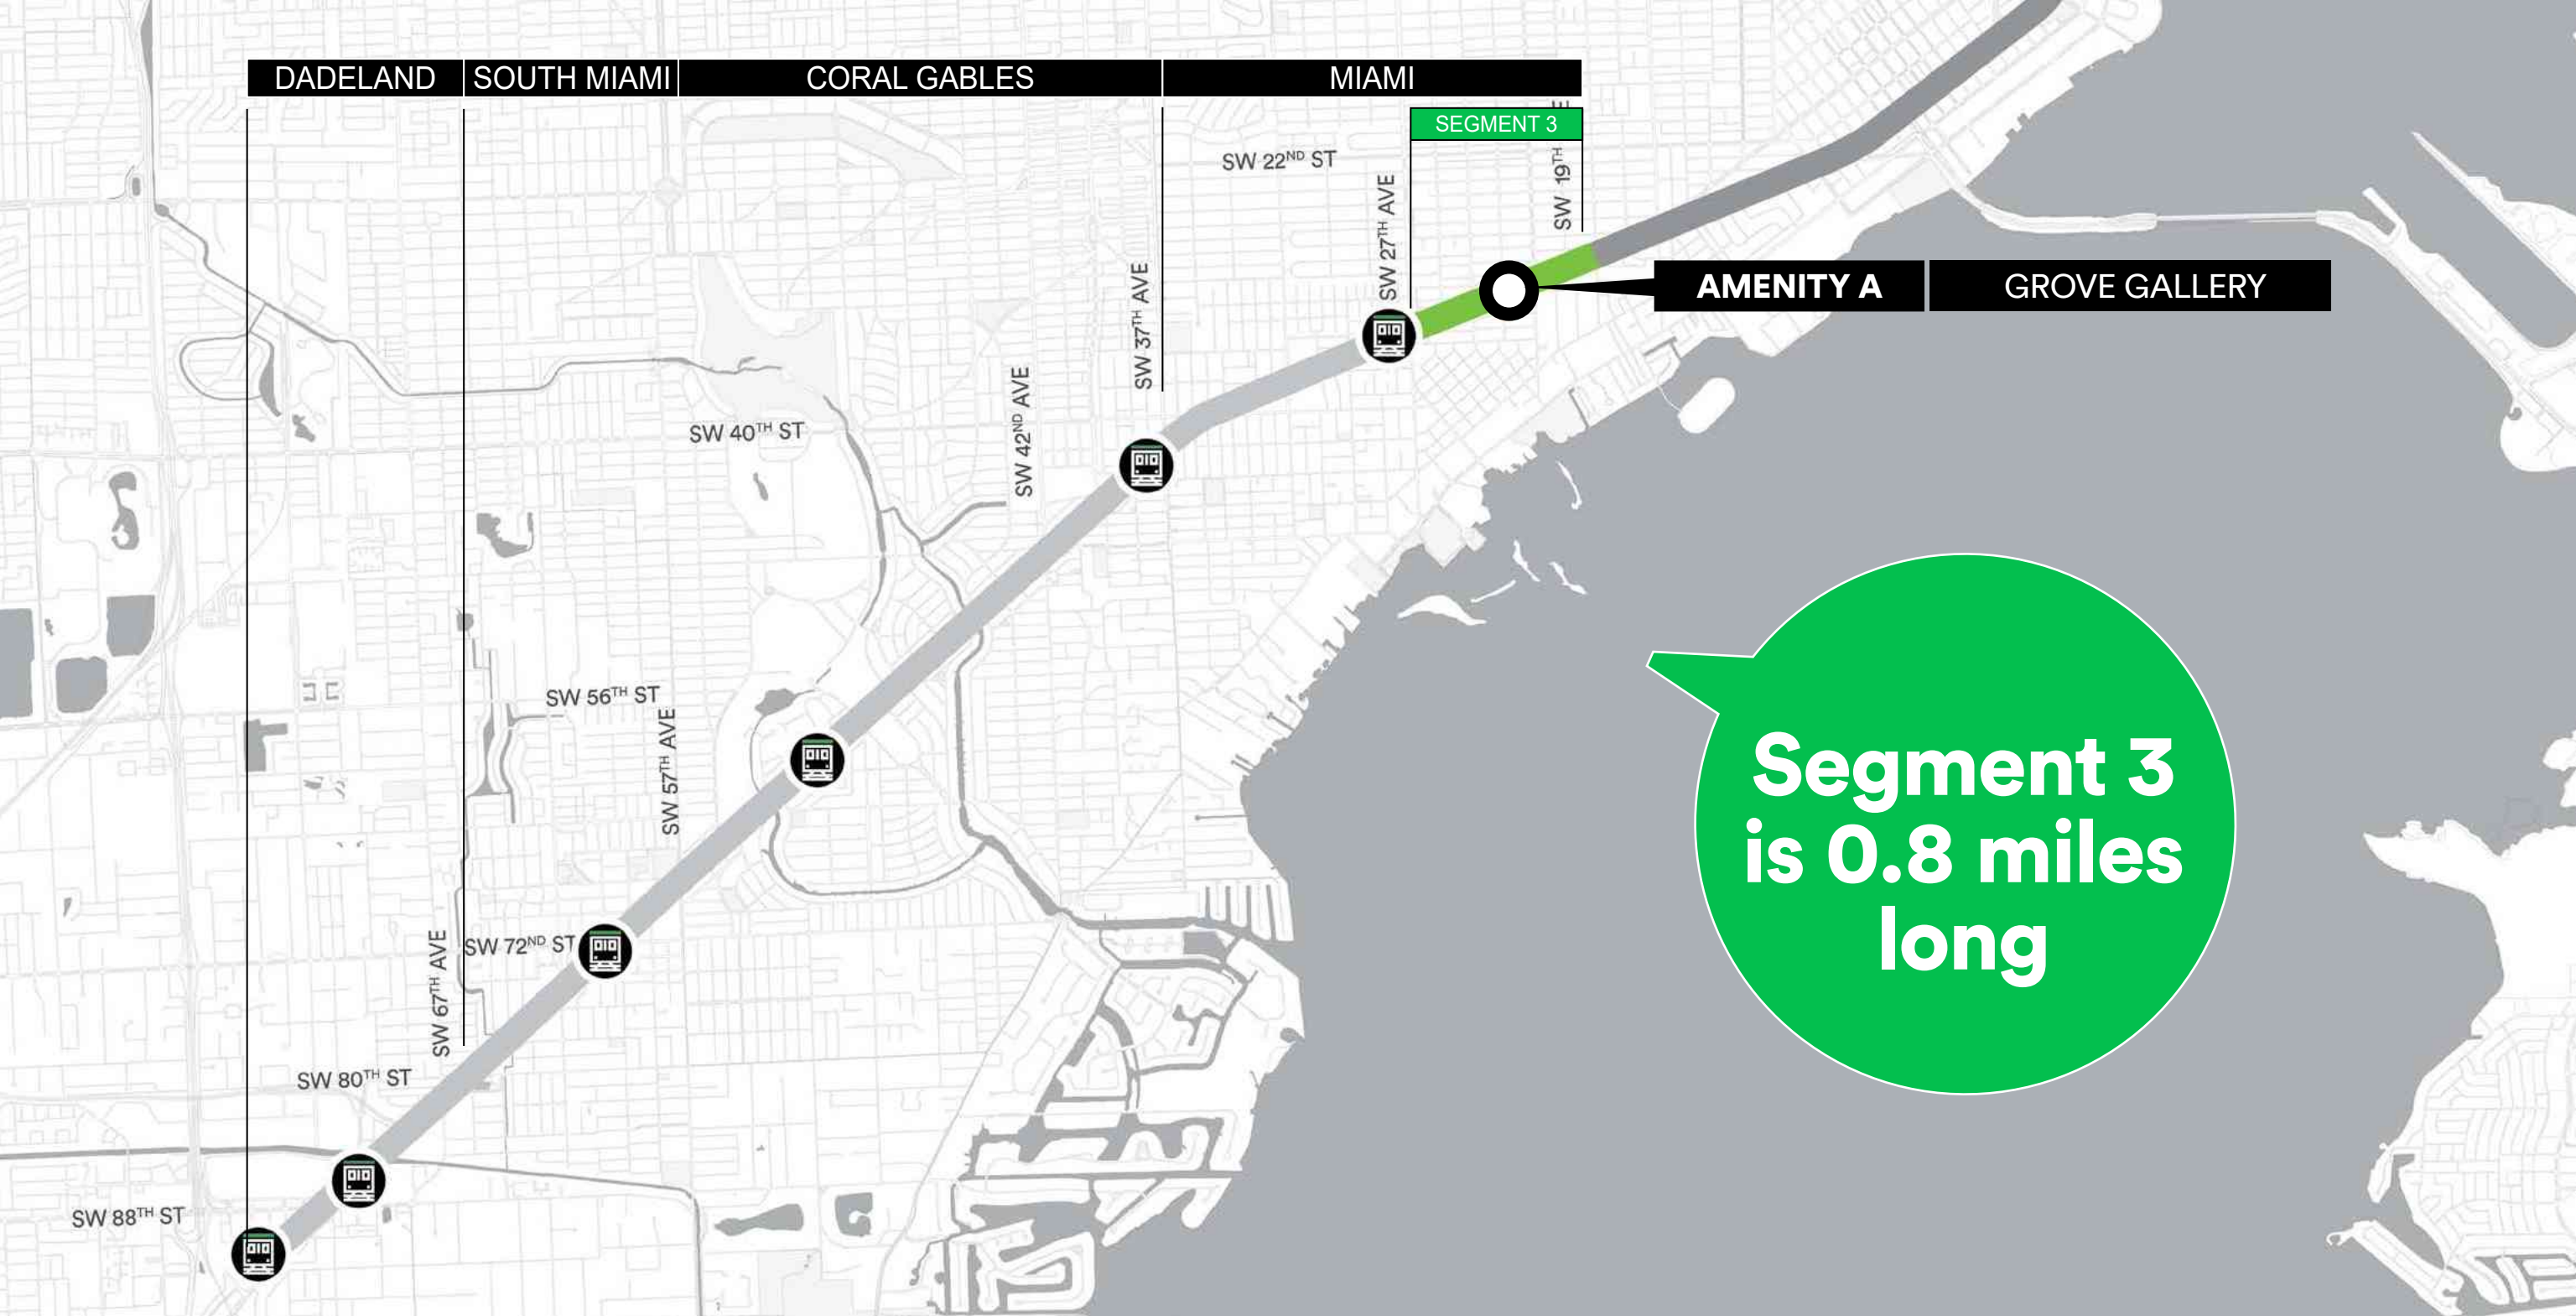 DADELAND
SOUTH MIAMI
CORAL GABLES
MIAMI
SEGMENT 3
SW 22ND ST
SW 19TH
SW 27TH AVE
AMENITY A
GROVE GALLERY
SW 37TH AVE
SW 42ND AVE
SW 40TH ST
SW 56TH ST
SW 57TH AVE
Segment 3
is 0.8 miles
long
SW 72ND ST
SW 67TH AVE
SW 80TH ST
SW 88TH ST